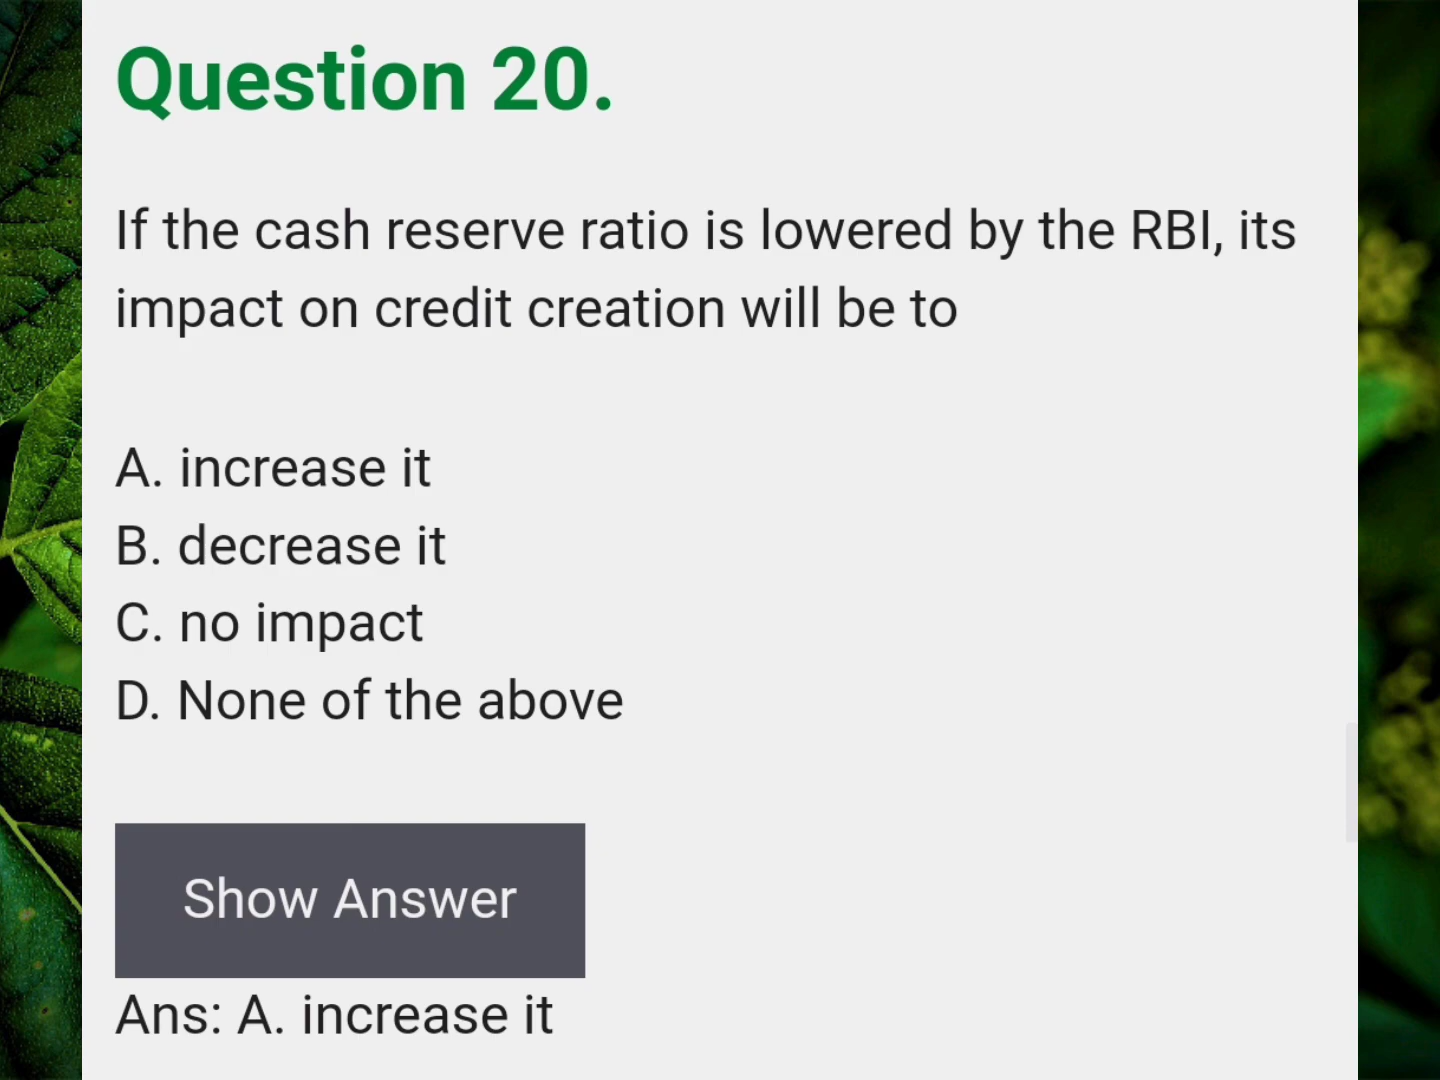 Question 20.
If the cash reserve ratio is lowered by the RBI, its
impact on credit creation will be to
A. increase it
B. decrease it
C. no impact
D. None of the above
Show Answer
Ans: A. increase it